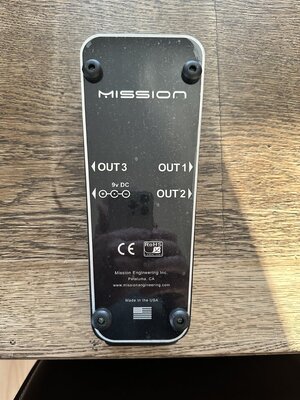 MISSION
OUT 3
OUT 1
9v DC
OUT 2
CE
RoHS
Mission Engineering Inc.
Petaluma, CA
www.missionengineering.com
Made in the USA